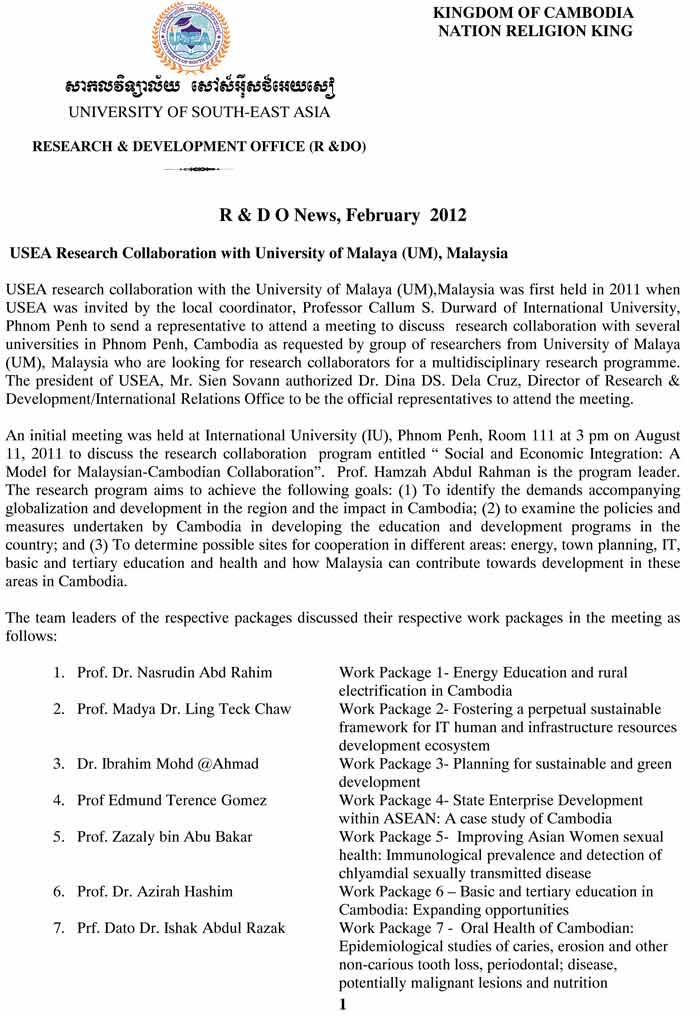 KINGDOM OF CAMBODIA
NATION RELIGION KING
USEA
សាកលវិទ្យាល័យ សៅស៍អ៊ីសថ៍អេយសៀ
UNIVERSITY OF SOUTH-EAST ASIA
RESEARCH & DEVELOPMENT OFFICE (R &DO)
R & D O News, February 2012
USEA Research Collaboration with University of Malaya (UM), Malaysia
USEA research collaboration with the University of Malaya (UM),Malaysia was first held in 2011 when
USEA was invited by the local coordinator, Professor Callum S. Durward of International University,
Phnom Penh to send a representative to attend a meeting to discuss research collaboration with several
universities in Phnom Penh, Cambodia as requested by group of researchers from University of Malaya
(UM), Malaysia who are looking for research collaborators for a multidisciplinary research programme.
The president of USEA, Mr. Sien Sovann authorized Dr. Dina DS. Dela Cruz, Director of Research &
Development/International Relations Office to be the official representatives to attend the meeting.
An initial meeting was held at International University (IU), Phnom Penh, Room 111 at 3 pm on August
11, 2011 to discuss the research collaboration program entitled “ Social and Economic Integration: A
Model for Malaysian-Cambodian Collaboration”. Prof. Hamzah Abdul Rahman is the program leader.
The research program aims to achieve the following goals: (1) To identify the demands accompanying
globalization and development in the region and the impact in Cambodia; (2) to examine the policies and
measures undertaken by Cambodia in developing the education and development programs in the
country; and (3) To determine possible sites for cooperation in different areas: energy, town planning, IT,
basic and tertiary education and health and how Malaysia can contribute towards development in these
areas in Cambodia.
The team leaders of the respective packages discussed their respective work packages in the meeting as
follows:
1. Prof. Dr. Nasrudin Abd Rahim Work Package 1- Energy Education and rural
electrification in Cambodia
2. Prof. Madya Dr. Ling Teck Chaw Work Package 2- Fostering a perpetual sustainable
framework for IT human and infrastructure resources
development ecosystem
3. Dr. Ibrahim Mohd @Ahmad Work Package 3- Planning for sustainable and green
development
4. Prof Edmund Terence Gomez Work Package 4- State Enterprise Development
within ASEAN: A case study of Cambodia
5. Prof. Zazaly bin Abu Bakar Work Package 5- Improving Asian Women sexual
health: Immunological prevalence and detection of
chlyamdial sexually transmitted disease
6. Prof. Dr. Azirah Hashim Work Package 6 – Basic and tertiary education in
Cambodia: Expanding opportunities
7. Prf. Dato Dr. Ishak Abdul Razak Work Package 7 - Oral Health of Cambodian:
Epidemiological studies of caries, erosion and other
non-carious tooth loss, periodontal; disease,
potentially malignant lesions and nutrition
1